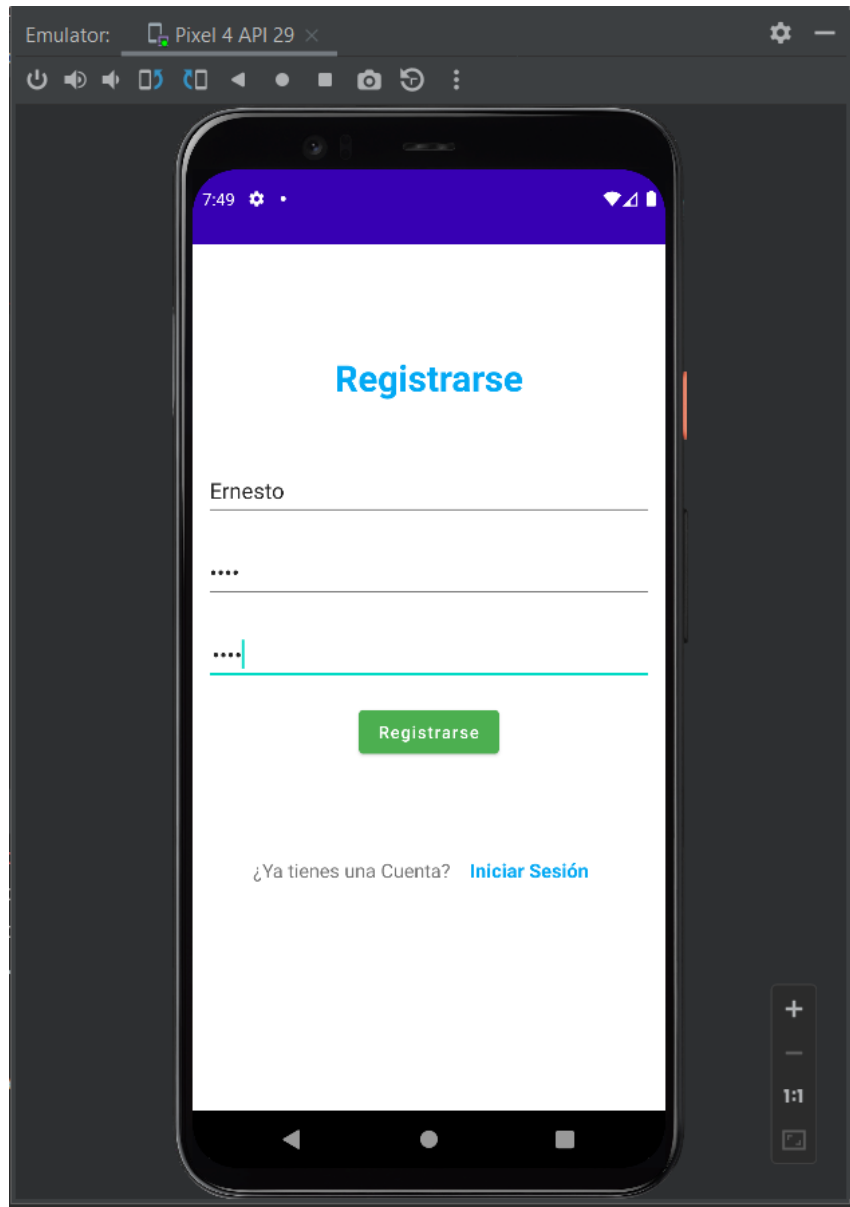 Emulator: Pixel 4 API 29
7:49
Registrarse
Ernesto
••••
••••
Registrarse
¿Ya tienes una Cuenta? Iniciar Sesión
1:1